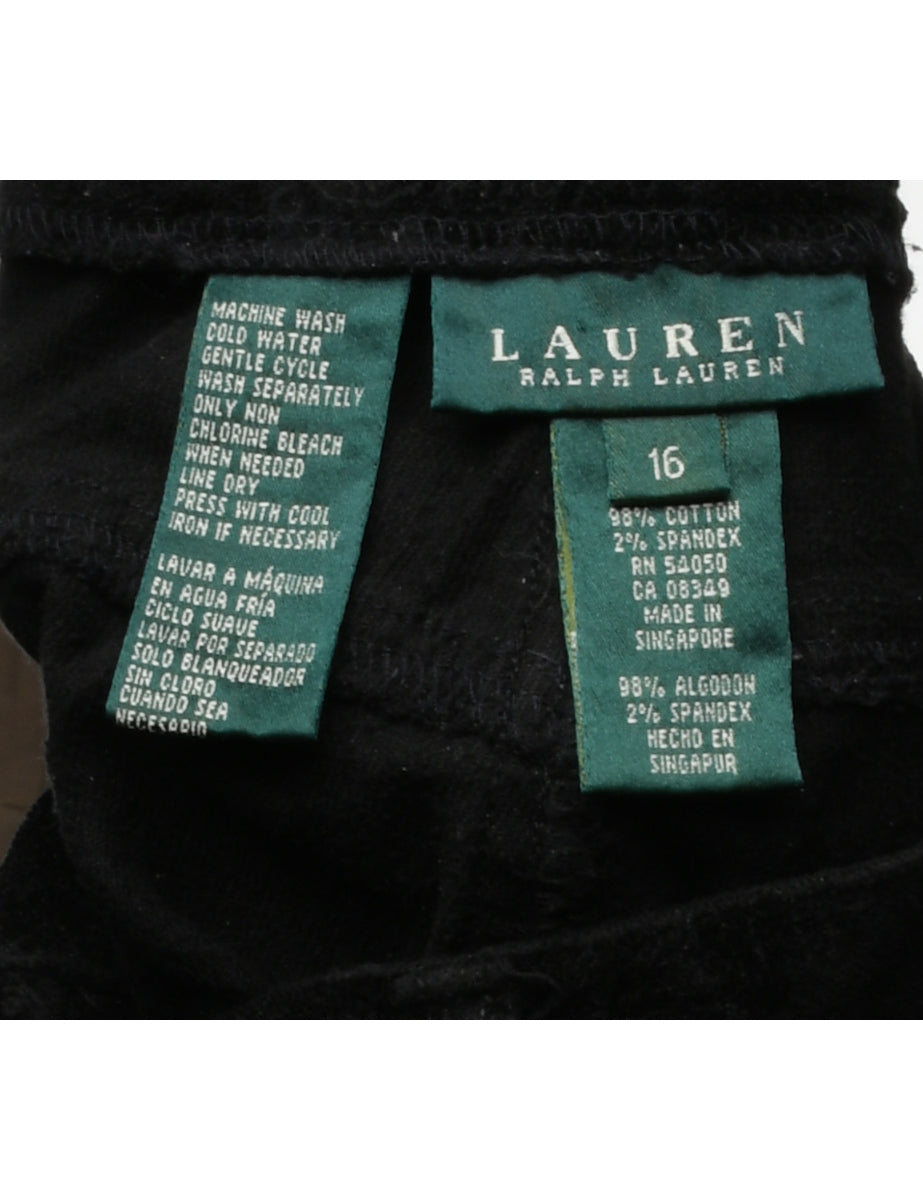 MACHINE WASH
COLD WATER
GENTLE CYCLE
WASH SEPARATELY
ONLY NON
CHLORINE BLEACH
WHEN NEEDED
LINE DRY
PRESS WITH COOL
IRON IF NECESSARY
LAVAR A MÁQUINA
EN AGUA FRÍA
CICLO SUAVE
LAVAR POR SEPARADO
SOLO BLANQUEADOR
SIN CLORO
CUANDO SEA
NECESARIO
LAUREN
RALPH LAUREN
16
98% COTTON
2% SPANDEX
RN 54050
CA 08349
MADE IN
SINGAPORE
98% ALGODON
2% SPANDEX
HECHO EN
SINGAPUR